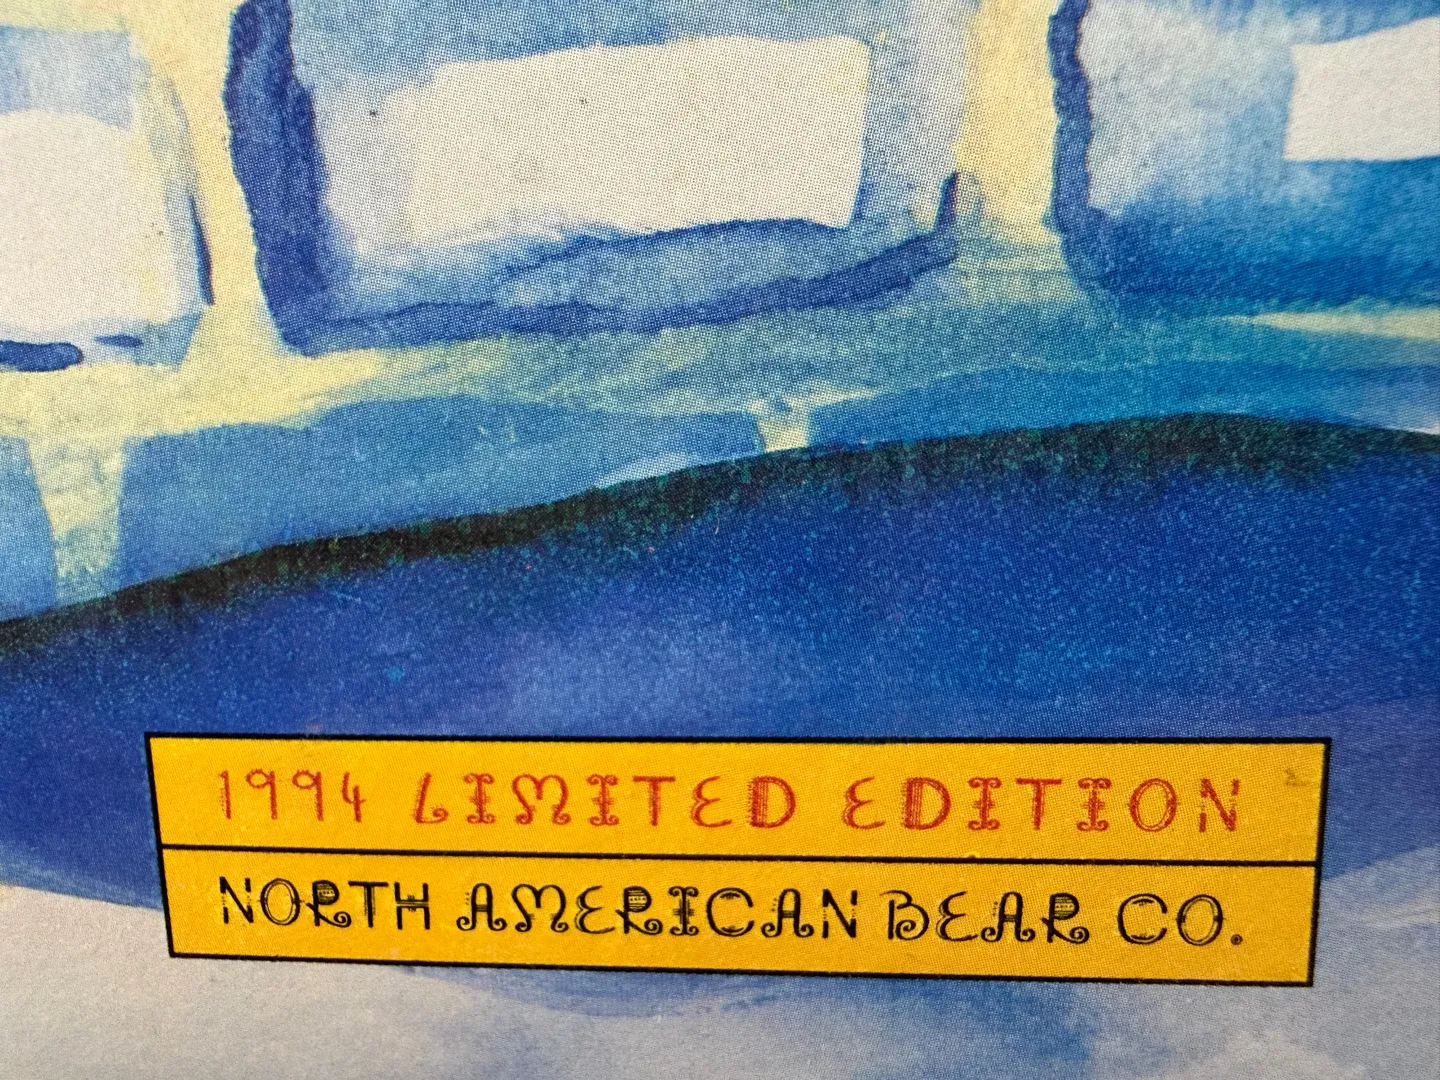 1994 LIMITED EDITION
NORTH AMERICAN BEAR CO.